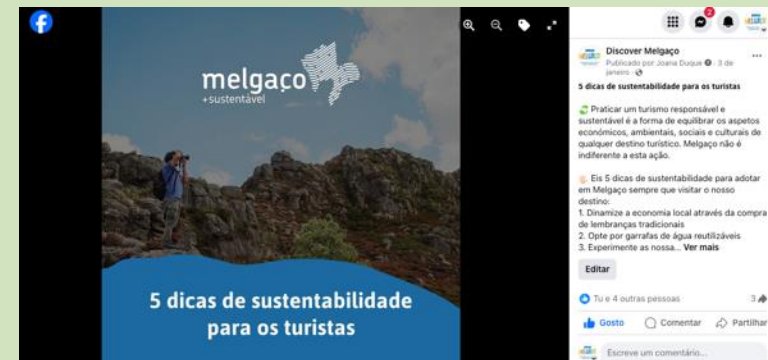 melgaço
+sustentável
5 dicas de sustentabilidade
para os turistas
2
Discover Melgaço
Publicado por Joana Duque · 3 de
janeiro ·
5 dicas de sustentabilidade para os turistas
Praticar um turismo responsável e
sustentável é a forma de equilibrar os aspetos
económicos, ambientais, sociais e culturais de
qualquer destino turístico. Melgaço não é
indiferente a esta ação.
Eis 5 dicas de sustentabilidade para adotar
em Melgaço sempre que visitar o nosso
destino:
1. Dinamize a economia local através da compra
de lembranças tradicionais
2. Opte por garrafas de água reutilizáveis
3. Experimente as nossa... Ver mais
Editar
Tu e 4 outras pessoas 3
Gosto Comentar Partilhar
Escreve um comentário...